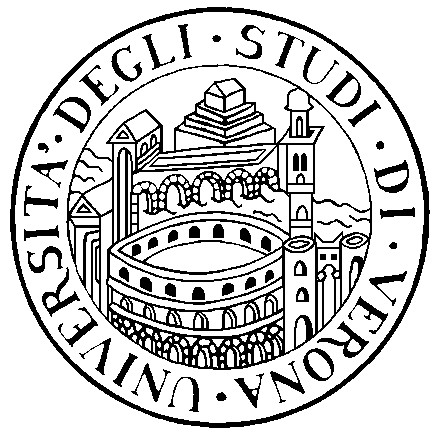 UNIVERSITA' · DEGLI · STUDI · DI · VERONA ·